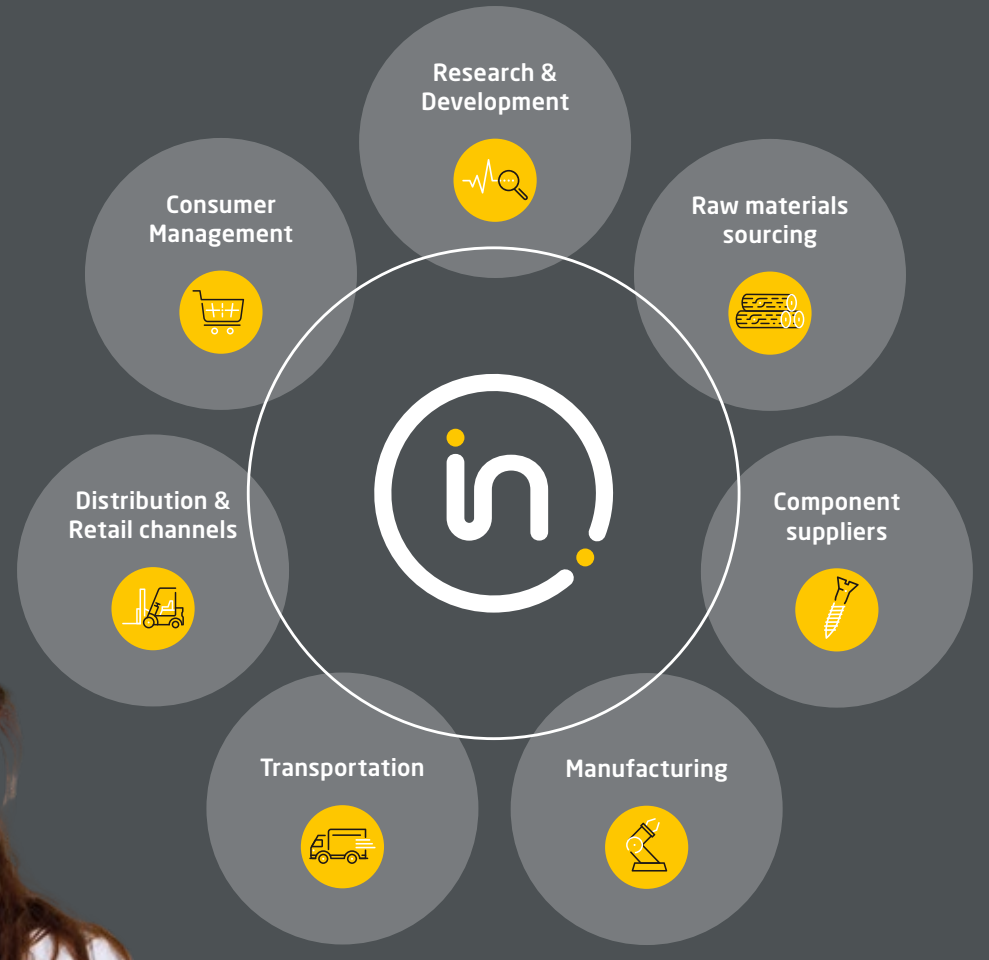 Research &
Development
Raw materials
sourcing
Component
suppliers
Manufacturing
Transportation
Distribution &
Retail channels
Consumer
Management
in